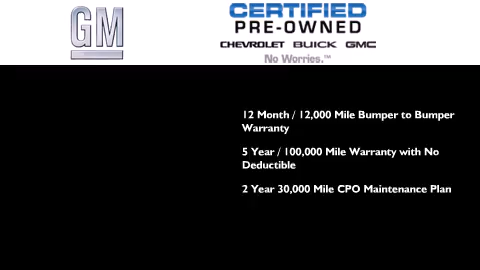 GM
CERTIFIED
PRE-OWNED
CHEVROLET BUICK GMC
No Worries.™
12 Month / 12,000 Mile Bumper to Bumper
Warranty
5 Year / 100,000 Mile Warranty with No
Deductible
2 Year 30,000 Mile CPO Maintenance Plan